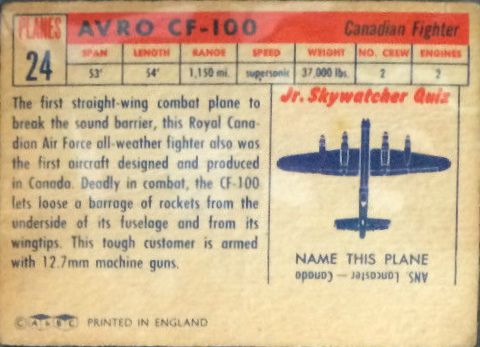 PLANES
24
AVRO CF-100 Canadian Fighter
SPAN LENGTH RANGE SPEED WEIGHT NO. CREW ENGINES
53' 54' 1,150 mi. supersonic 37,000 lbs. 2 2
The first straight-wing combat plane to
break the sound barrier, this Royal Cana-
dian Air Force all-weather fighter also was
the first aircraft designed and produced
in Canada. Deadly in combat, the CF-100
lets loose a barrage of rockets from the
underside of its fuselage and from its
wingtips. This tough customer is armed
with 12.7mm machine guns.
Jr. Skywatcher Quiz
NAME THIS PLANE
ANS. Lancaster — Canada
C A & B C PRINTED IN ENGLAND